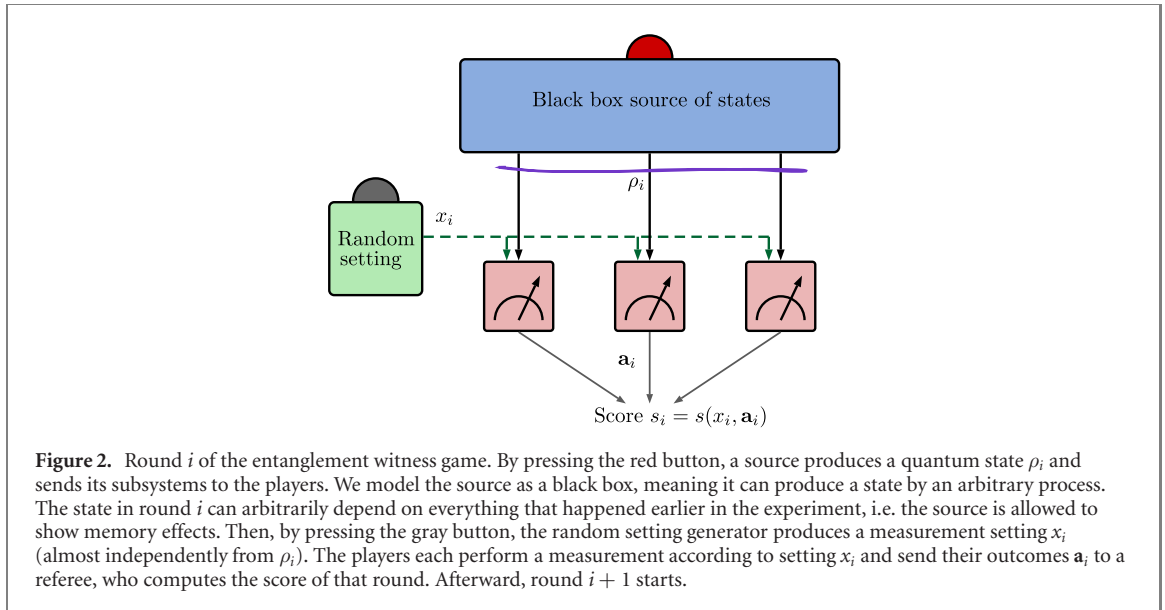 Black box source of states
ρᵢ
xᵢ
Random
setting
𝐚ᵢ
Score sᵢ = s(xᵢ, 𝐚ᵢ)
Figure 2. Round i of the entanglement witness game. By pressing the red button, a source produces a quantum state ρᵢ and
sends its subsystems to the players. We model the source as a black box, meaning it can produce a state by an arbitrary process.
The state in round i can arbitrarily depend on everything that happened earlier in the experiment, i.e. the source is allowed to
show memory effects. Then, by pressing the gray button, the random setting generator produces a measurement setting xᵢ
(almost independently from ρᵢ). The players each perform a measurement according to setting xᵢ and send their outcomes 𝐚ᵢ to a
referee, who computes the score of that round. Afterward, round i + 1 starts.